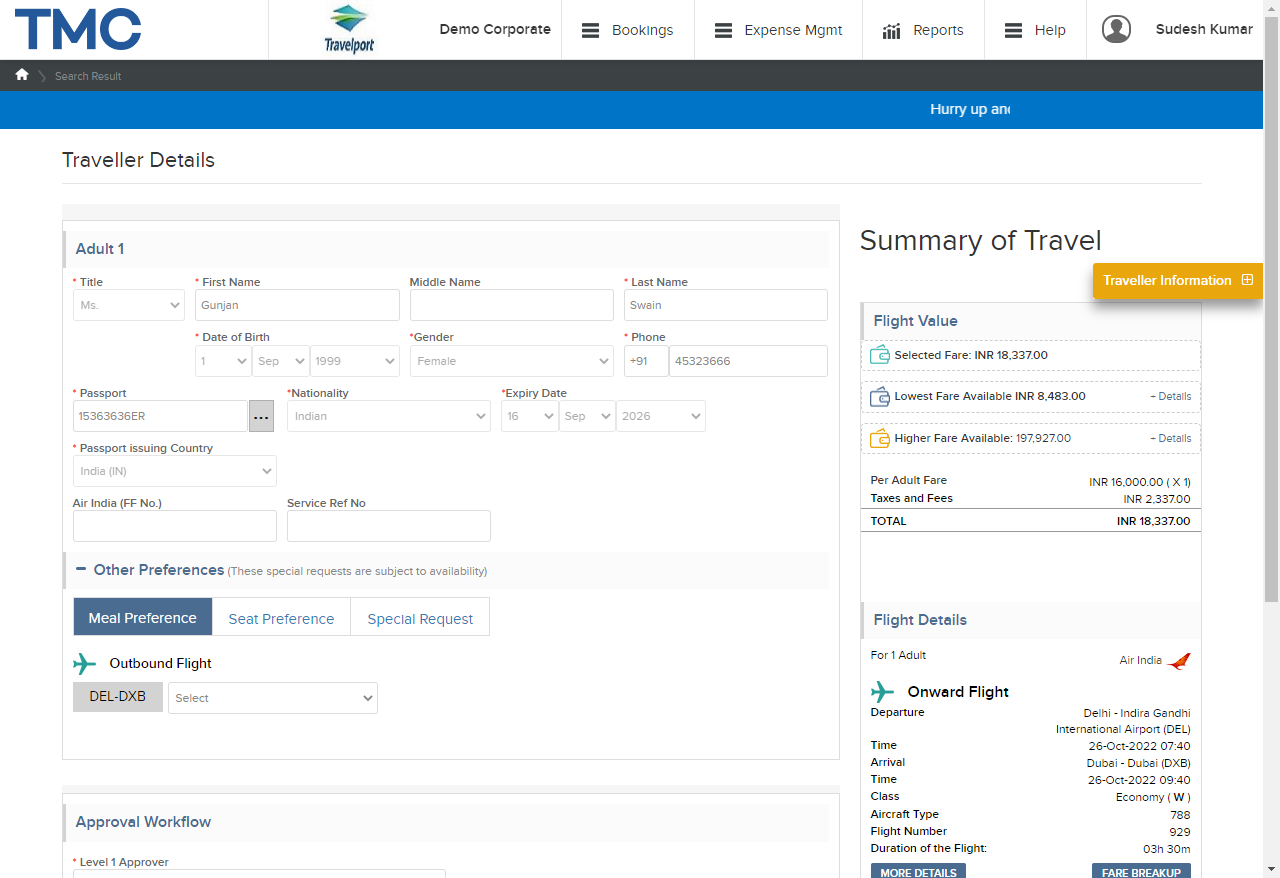 TMC
Travelport
Demo Corporate
Bookings
Expense Mgmt
Reports
Help
Sudesh Kumar
Search Result
Hurry up and
Traveller Details
Adult 1
* Title
* First Name
Middle Name
* Last Name
Ms.
Gunjan
Swain
* Date of Birth
*Gender
* Phone
1
Sep
1999
Female
+91
45323666
* Passport
*Nationality
*Expiry Date
15363636ER
...
Indian
16
Sep
2026
* Passport issuing Country
India (IN)
Air India (FF No.)
Service Ref No
Other Preferences (These special requests are subject to availability)
Meal Preference
Seat Preference
Special Request
Outbound Flight
DEL-DXB
Select
Approval Workflow
* Level 1 Approver
Summary of Travel
Traveller Information
Flight Value
Selected Fare: INR 18,337.00
Lowest Fare Available INR 8,483.00
+ Details
Higher Fare Available: 197,927.00
+ Details
Per Adult Fare
INR 16,000.00 ( X 1)
Taxes and Fees
INR 2,337.00
TOTAL
INR 18,337.00
Flight Details
For 1 Adult
Air India
Onward Flight
Departure
Delhi - Indira Gandhi
International Airport (DEL)
Time
26-Oct-2022 07:40
Arrival
Dubai - Dubai (DXB)
Time
26-Oct-2022 09:40
Class
Economy ( W )
Aircraft Type
788
Flight Number
929
Duration of the Flight:
03h 30m
MORE DETAILS
FARE BREAKUP